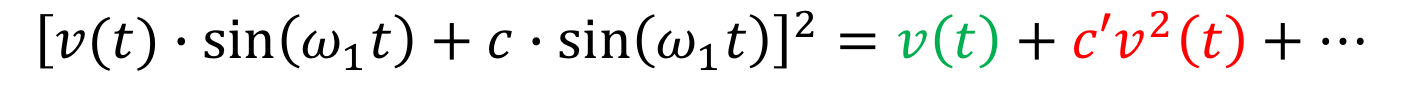 [𝑣(𝑡) · sin(𝜔₁𝑡) + 𝑐 · sin(𝜔₁𝑡)]² = 𝑣(𝑡) + 𝑐′𝑣²(𝑡) + ⋯